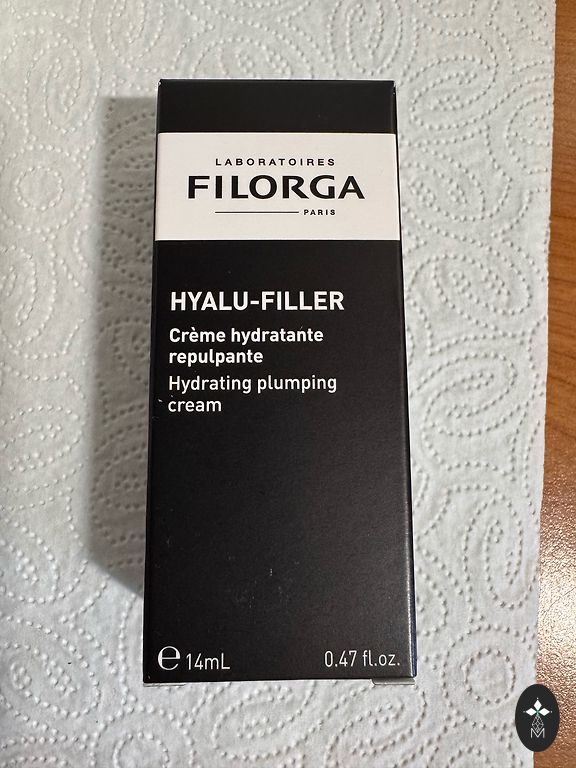 LABORATOIRES
FILORGA
PARIS
HYALU-FILLER
Crème hydratante
repulpante
Hydrating plumping
cream
℮ 14mL
0.47 fl.oz.
M